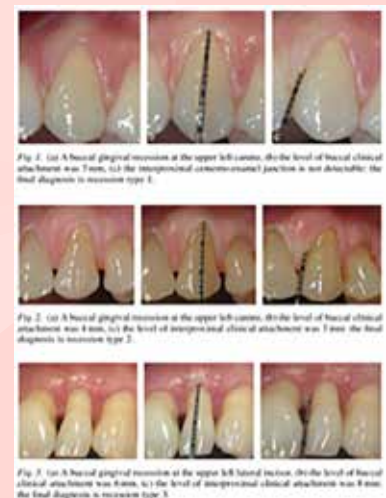 Fig. 1. (a) A buccal gingival recession at the upper left canine, (b) the level of buccal clinical
attachment was 7 mm, (c) the interproximal cemento-enamel junction is not detectable: the
final diagnosis is recession type 1.
Fig. 2. (a) A buccal gingival recession at the upper left canine, (b) the level of buccal clinical
attachment was 4 mm, (c) the level of interproximal clinical attachment was 3 mm: the final
diagnosis is recession type 2.
Fig. 3. (a) A buccal gingival recession at the upper left lateral incisor, (b) the level of buccal
clinical attachment was 6 mm, (c) the level of interproximal clinical attachment was 8 mm:
the final diagnosis is recession type 3.